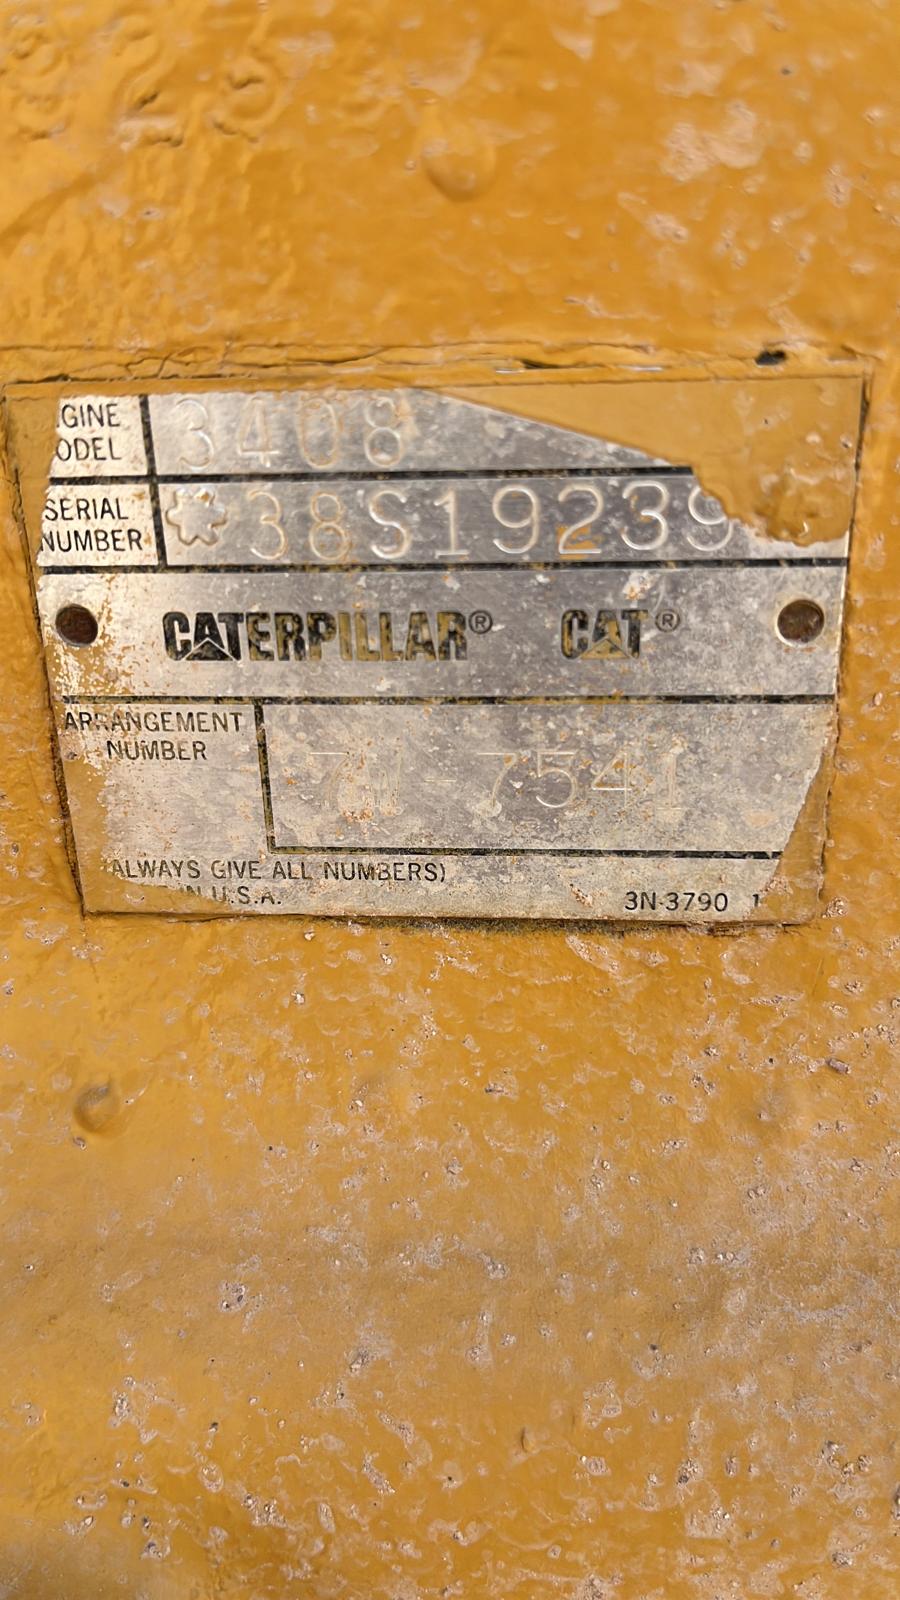 GINE
ODEL
3408
SERIAL
NUMBER
*38S19239
CATERPILLAR® CAT®
ARRANGEMENT
NUMBER
7W-7541
ALWAYS GIVE ALL NUMBERS)
IN U.S.A.
3N-3790 1